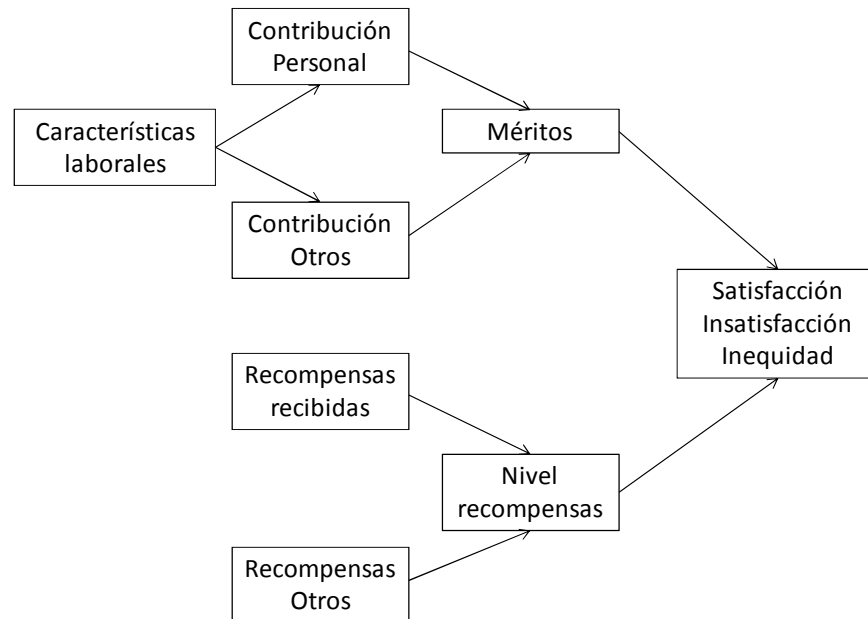 Contribución
Personal
Características
laborales
Méritos
Contribución
Otros
Satisfacción
Insatisfacción
Inequidad
Recompensas
recibidas
Nivel
recompensas
Recompensas
Otros